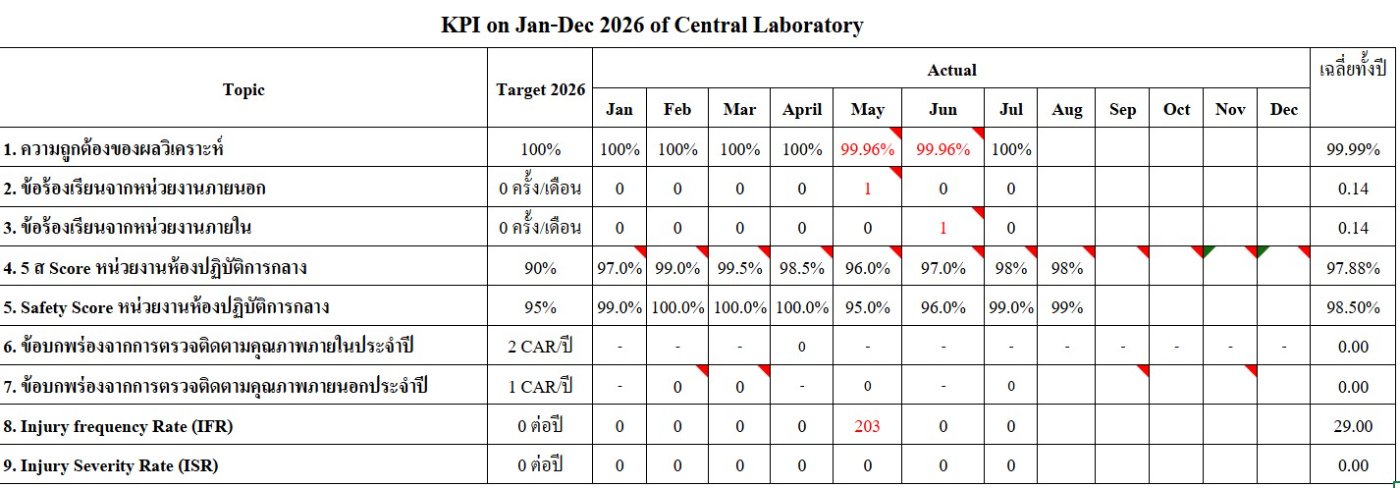 KPI on Jan-Dec 2026 of Central Laboratory
Topic Target 2026 Actual เฉลี่ยทั้งปี
Jan Feb Mar April May Jun Jul Aug Sep Oct Nov Dec
1. ความถูกต้องของผลวิเคราะห์ 100% 100% 100% 100% 100% 99.96% 99.96% 100% 99.99%
2. ข้อร้องเรียนจากหน่วยงานภายนอก 0 ครั้ง/เดือน 0 0 0 0 1 0 0 0.14
3. ข้อร้องเรียนจากหน่วยงานภายใน 0 ครั้ง/เดือน 0 0 0 0 0 1 0 0.14
4. 5 ส Score หน่วยงานห้องปฏิบัติการกลาง 90% 97.0% 99.0% 99.5% 98.5% 96.0% 97.0% 98% 98% 97.88%
5. Safety Score หน่วยงานห้องปฏิบัติการกลาง 95% 99.0% 100.0% 100.0% 100.0% 95.0% 96.0% 99.0% 99% 98.50%
6. ข้อบกพร่องจากการตรวจติดตามคุณภาพภายในประจำปี 2 CAR/ปี - - - 0 - - - - - - - - 0.00
7. ข้อบกพร่องจากการตรวจติดตามคุณภาพภายนอกประจำปี 1 CAR/ปี - 0 0 - 0 - 0 0.00
8. Injury frequency Rate (IFR) 0 ต่อปี 0 0 0 0 203 0 0 29.00
9. Injury Severity Rate (ISR) 0 ต่อปี 0 0 0 0 0 0 0 0.00